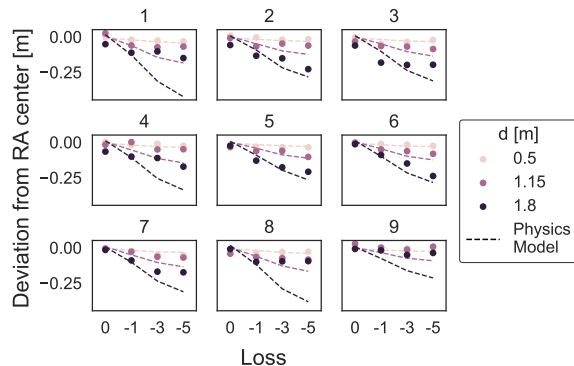 1 2 3
0.00
−0.25
4 5 6
0.00
−0.25
7 8 9
0.00
−0.25
0 -1 -3 -5 0 -1 -3 -5 0 -1 -3 -5
Deviation from RA center [m]
Loss
d [m]
0.5
1.15
1.8
Physics
Model